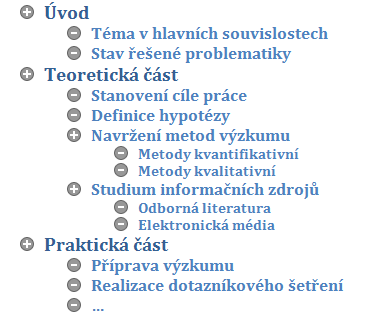 Úvod
Téma v hlavních souvislostech
Stav řešené problematiky
Teoretická část
Stanovení cíle práce
Definice hypotézy
Navržení metod výzkumu
Metody kvantifikativní
Metody kvalitativní
Studium informačních zdrojů
Odborná literatura
Elektronická média
Praktická část
Příprava výzkumu
Realizace dotazníkového šetření
...